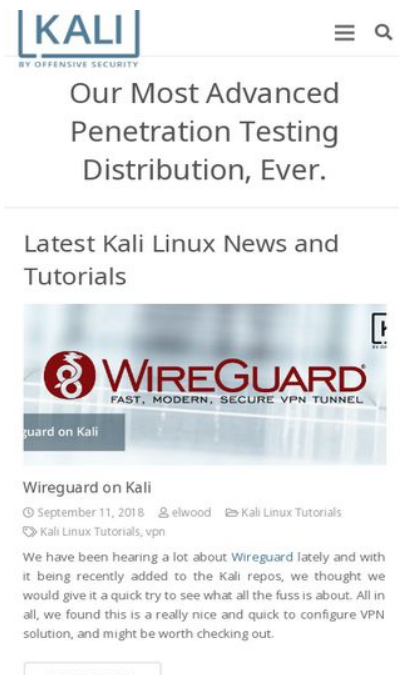 KALI
BY OFFENSIVE SECURITY
Our Most Advanced
Penetration Testing
Distribution, Ever.
Latest Kali Linux News and
Tutorials
WIREGUARD
FAST, MODERN, SECURE VPN TUNNEL
guard on Kali
Wireguard on Kali
September 11, 2018 elwood Kali Linux Tutorials
Kali Linux Tutorials, vpn
We have been hearing a lot about Wireguard lately and with
it being recently added to the Kali repos, we thought we
would give it a quick try to see what all the fuss is about. All in
all, we found this is a really nice and quick to configure VPN
solution, and might be worth checking out.